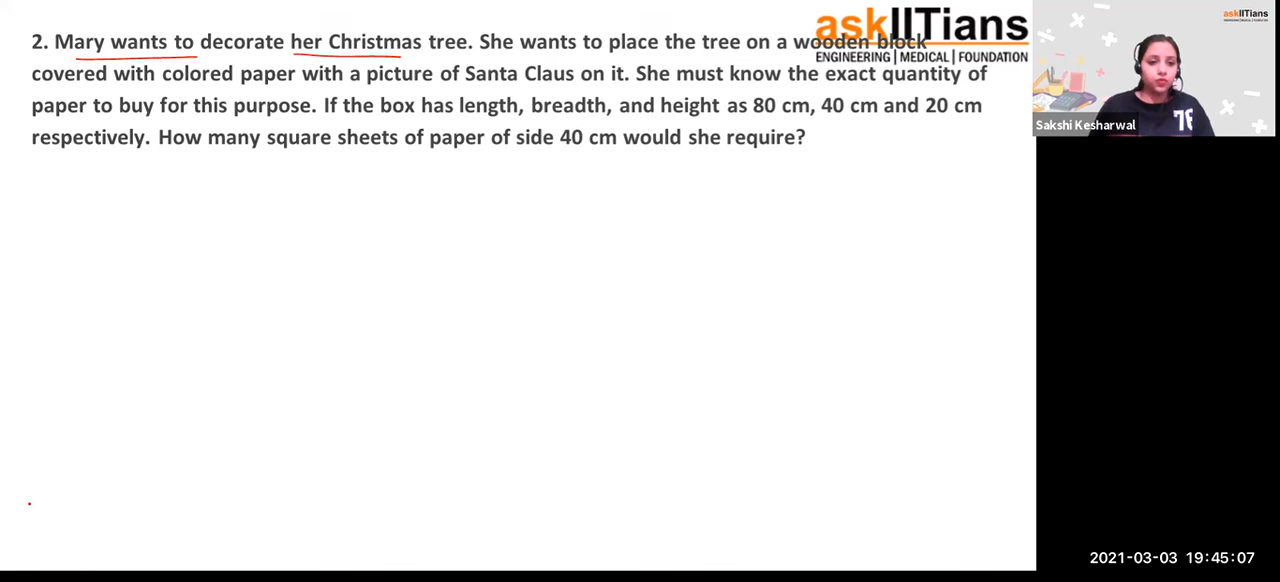 askIITians
ENGINEERING | MEDICAL | FOUNDATION
2. Mary wants to decorate her Christmas tree. She wants to place the tree on a wooden block
covered with colored paper with a picture of Santa Claus on it. She must know the exact quantity of
paper to buy for this purpose. If the box has length, breadth, and height as 80 cm, 40 cm and 20 cm
respectively. How many square sheets of paper of side 40 cm would she require?
askIITians
Sakshi Kesharwal
2021-03-03 19:45:07